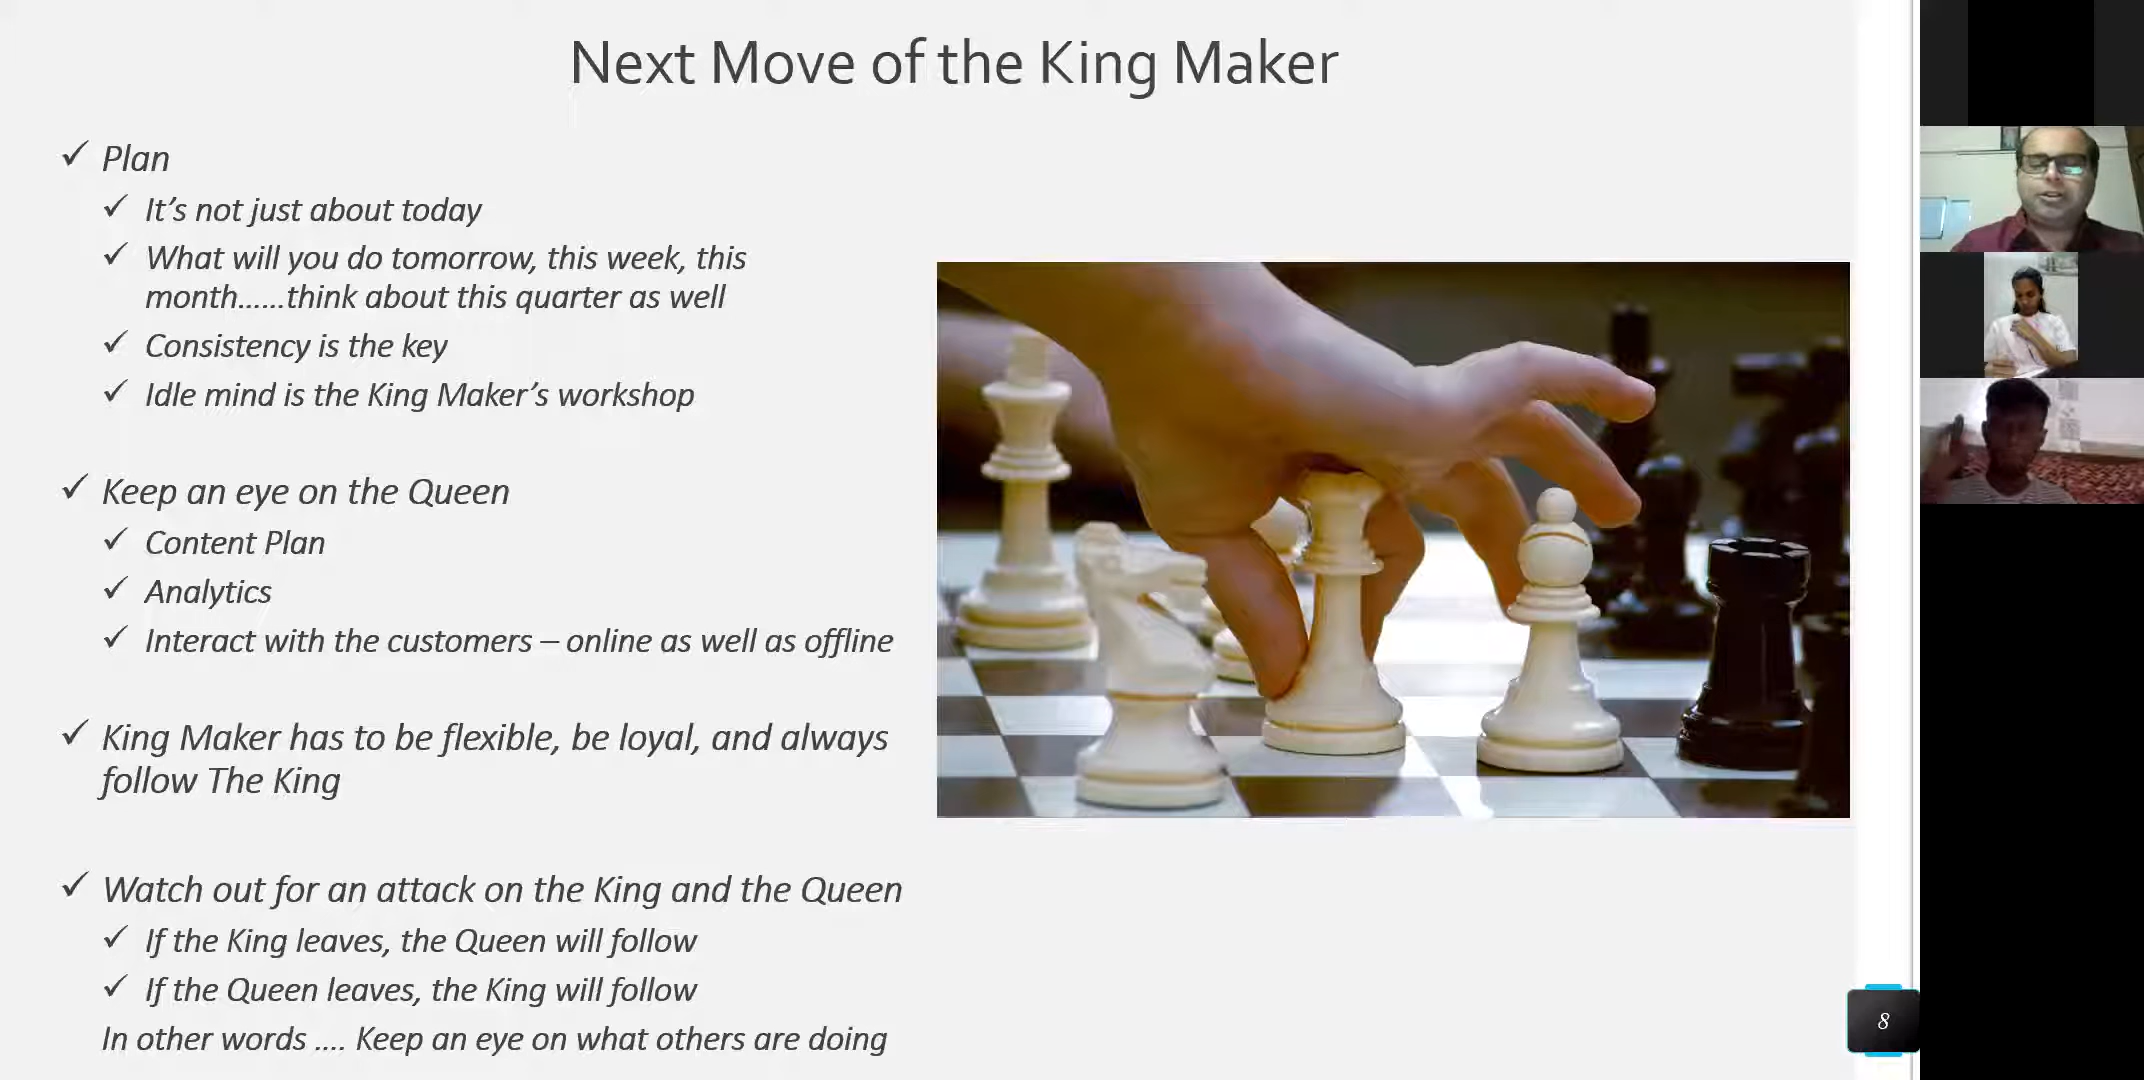 Next Move of the King Maker
✓ Plan
✓ It’s not just about today
✓ What will you do tomorrow, this week, this
month......think about this quarter as well
✓ Consistency is the key
✓ Idle mind is the King Maker’s workshop
✓ Keep an eye on the Queen
✓ Content Plan
✓ Analytics
✓ Interact with the customers – online as well as offline
✓ King Maker has to be flexible, be loyal, and always
follow The King
✓ Watch out for an attack on the King and the Queen
✓ If the King leaves, the Queen will follow
✓ If the Queen leaves, the King will follow
In other words .... Keep an eye on what others are doing
8